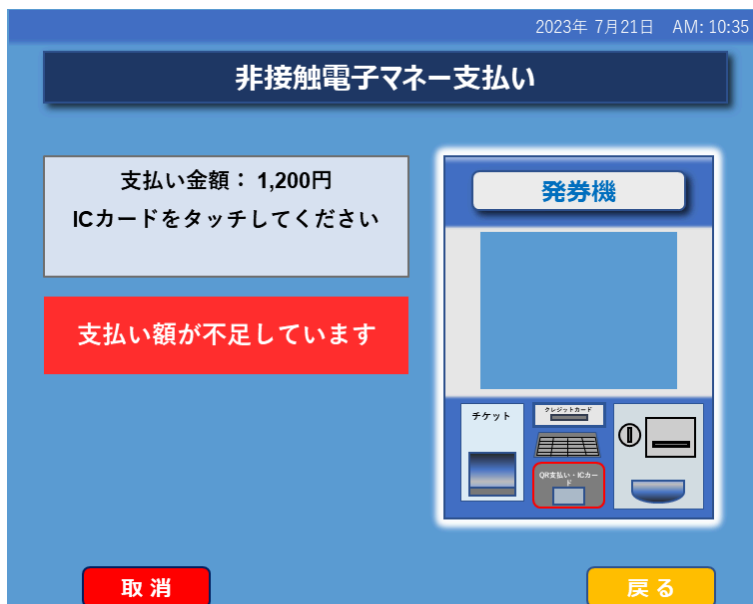 2023年 7月21日 AM: 10:35
非接触電子マネー支払い
支払い金額： 1,200円
ICカードをタッチしてください
支払い額が不足しています
発券機
チケット
クレジットカード
QR支払い・ICカー
ド
取 消
戻 る